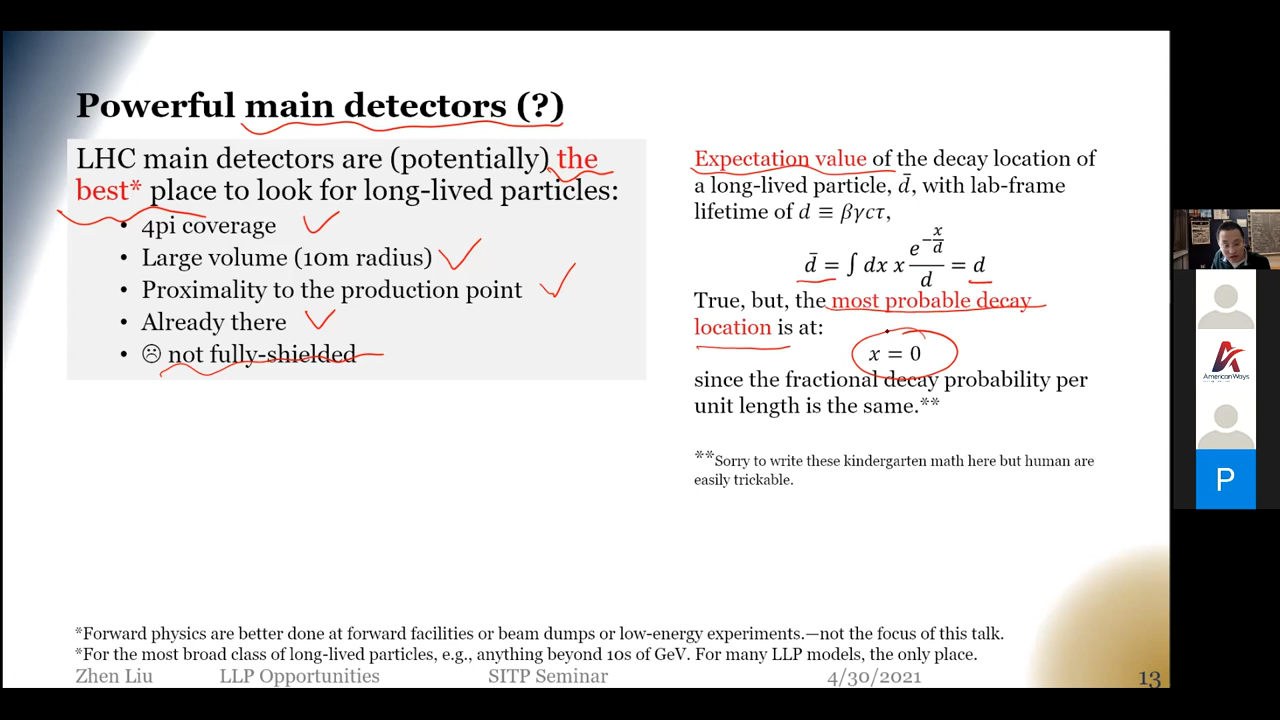 Powerful main detectors (?)
LHC main detectors are (potentially) the
best* place to look for long-lived particles:
• 4pi coverage
• Large volume (10m radius)
• Proximality to the production point
• Already there
• ☹ not fully-shielded
Expectation value of the decay location of
a long-lived particle, d̄, with lab-frame
lifetime of d ≡ βγcτ,
d̄ = ∫ dx x e^(-x/d)/d = d
True, but, the most probable decay
location is at:
x = 0
since the fractional decay probability per
unit length is the same.**
**Sorry to write these kindergarten math here but human are
easily trickable.
*Forward physics are better done at forward facilities or beam dumps or low-energy experiments.—not the focus of this talk.
*For the most broad class of long-lived particles, e.g., anything beyond 10s of GeV. For many LLP models, the only place.
Zhen Liu LLP Opportunities SITP Seminar 4/30/2021 13
AmericanWays
P